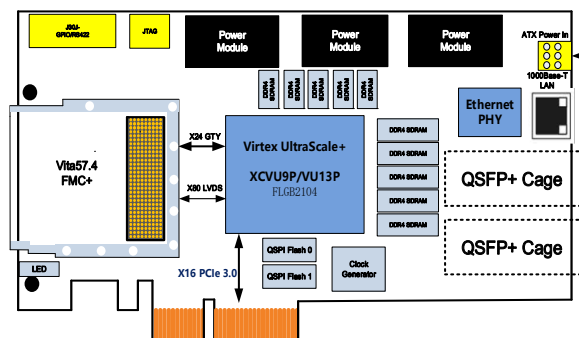 J30J-
GPIO/RS422
JTAG
Power
Module
Power
Module
Power
Module
ATX Power In
1000Base-T
LAN
DDR4
SDRAM
DDR4
SDRAM
DDR4
SDRAM
DDR4
SDRAM
DDR4
SDRAM
Ethernet
PHY
Vita57.4
FMC+
X24 GTY
X80 LVDS
Virtex UltraScale+
XCVU9P/VU13P
FLGB2104
DDR4 SDRAM
DDR4 SDRAM
DDR4 SDRAM
DDR4 SDRAM
DDR4 SDRAM
QSFP+ Cage
QSFP+ Cage
LED
X16 PCIe 3.0
QSPI Flash 0
QSPI Flash 1
Clock
Generator